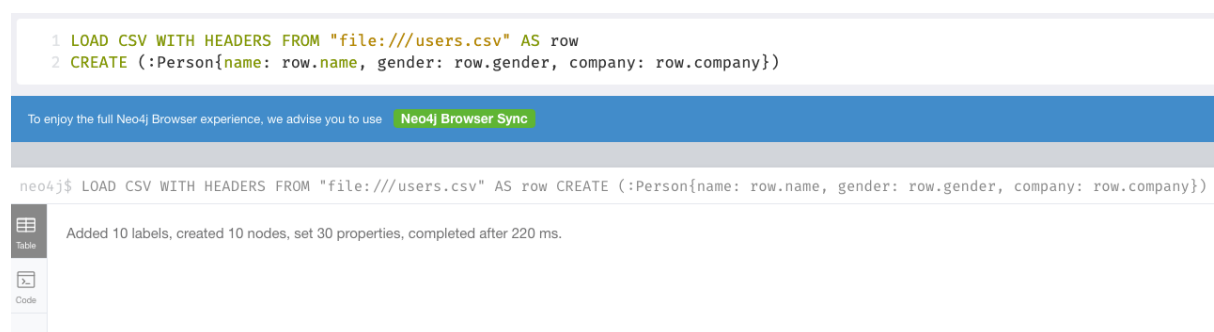 1 LOAD CSV WITH HEADERS FROM "file:///users.csv" AS row
2 CREATE (:Person{name: row.name, gender: row.gender, company: row.company})
To enjoy the full Neo4j Browser experience, we advise you to use Neo4j Browser Sync
neo4j$ LOAD CSV WITH HEADERS FROM "file:///users.csv" AS row CREATE (:Person{name: row.name, gender: row.gender, company: row.company})
Table
Added 10 labels, created 10 nodes, set 30 properties, completed after 220 ms.
Code